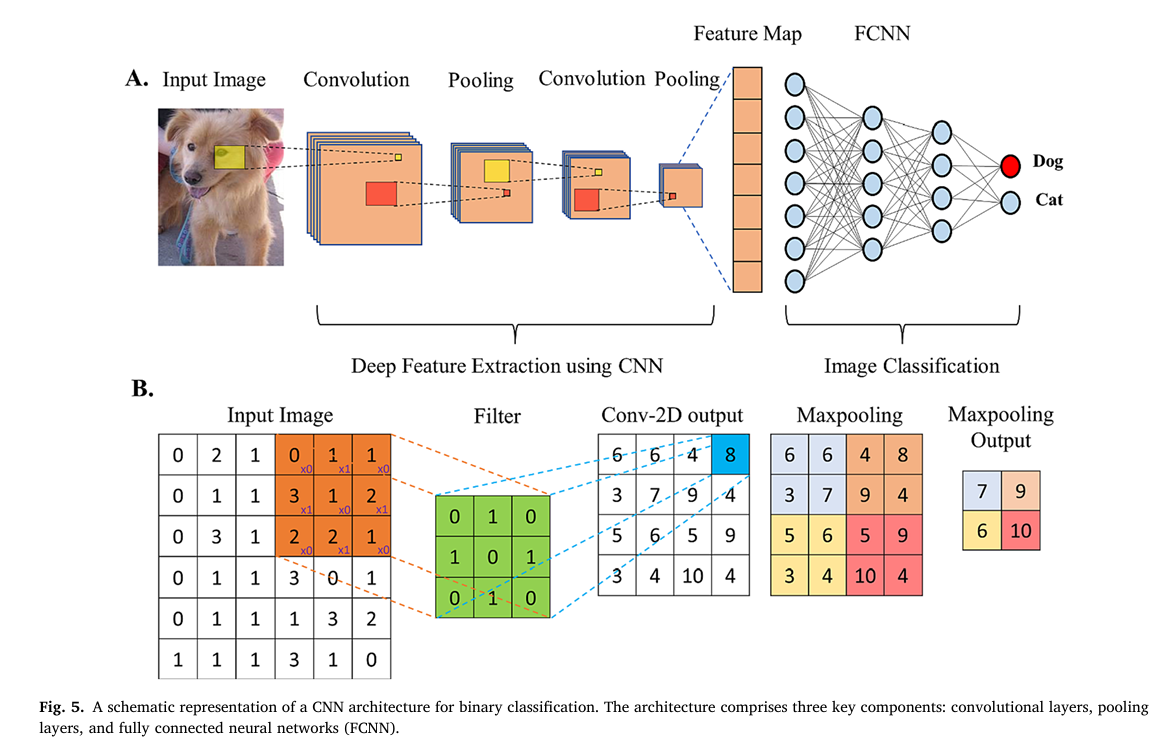 Feature Map FCNN
A. Input Image Convolution Pooling Convolution Pooling
Dog
Cat
Deep Feature Extraction using CNN Image Classification
B.
Input Image Filter Conv-2D output Maxpooling Maxpooling
Output
0 2 1 0 x0 1 x1 1 x0 6 6 4 8 6 6 4 8
0 1 1 3 x1 1 x0 2 x1 0 1 0 3 7 9 4 3 7 9 4 7 9
0 3 1 2 x0 2 x1 1 x0 1 0 1 5 6 5 9 5 6 5 9 6 10
0 1 1 3 0 1 0 1 0 3 4 10 4 3 4 10 4
0 1 1 1 3 2
1 1 1 3 1 0
Fig. 5. A schematic representation of a CNN architecture for binary classification. The architecture comprises three key components: convolutional layers, pooling
layers, and fully connected neural networks (FCNN).